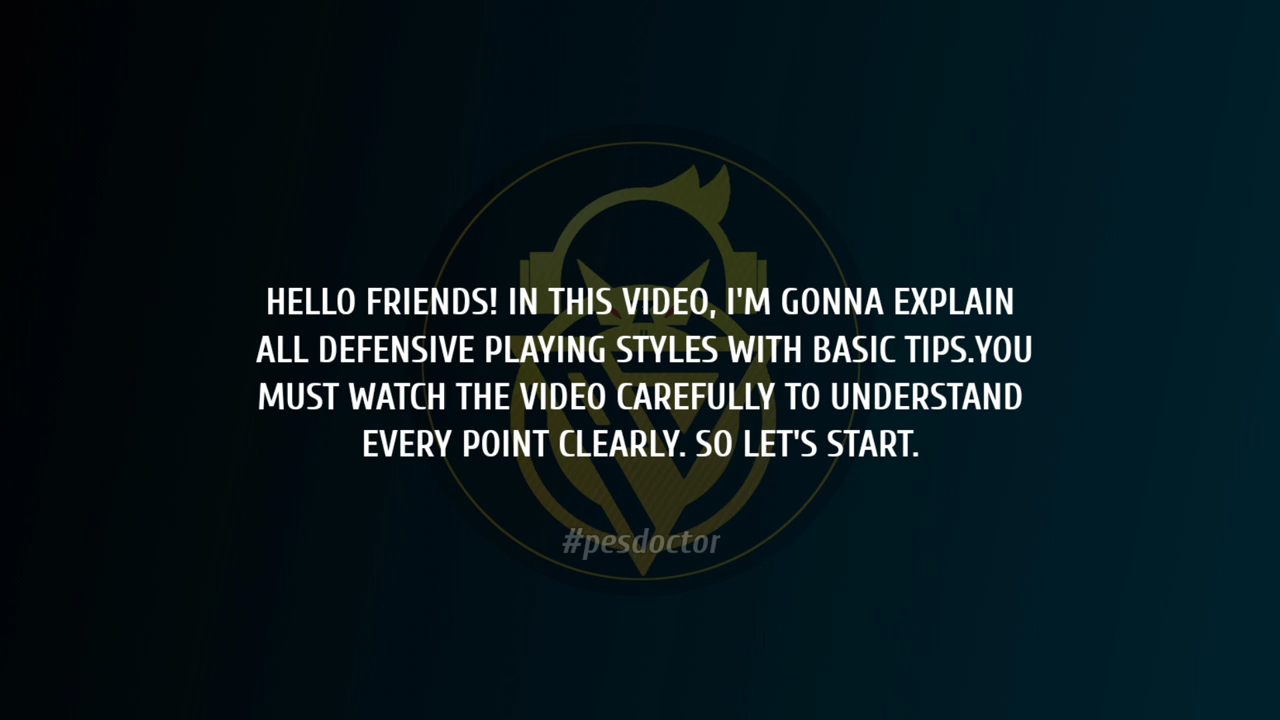 HELLO FRIENDS! IN THIS VIDEO, I'M GONNA EXPLAIN
ALL DEFENSIVE PLAYING STYLES WITH BASIC TIPS.YOU
MUST WATCH THE VIDEO CAREFULLY TO UNDERSTAND
EVERY POINT CLEARLY. SO LET'S START.
#pesdoctor